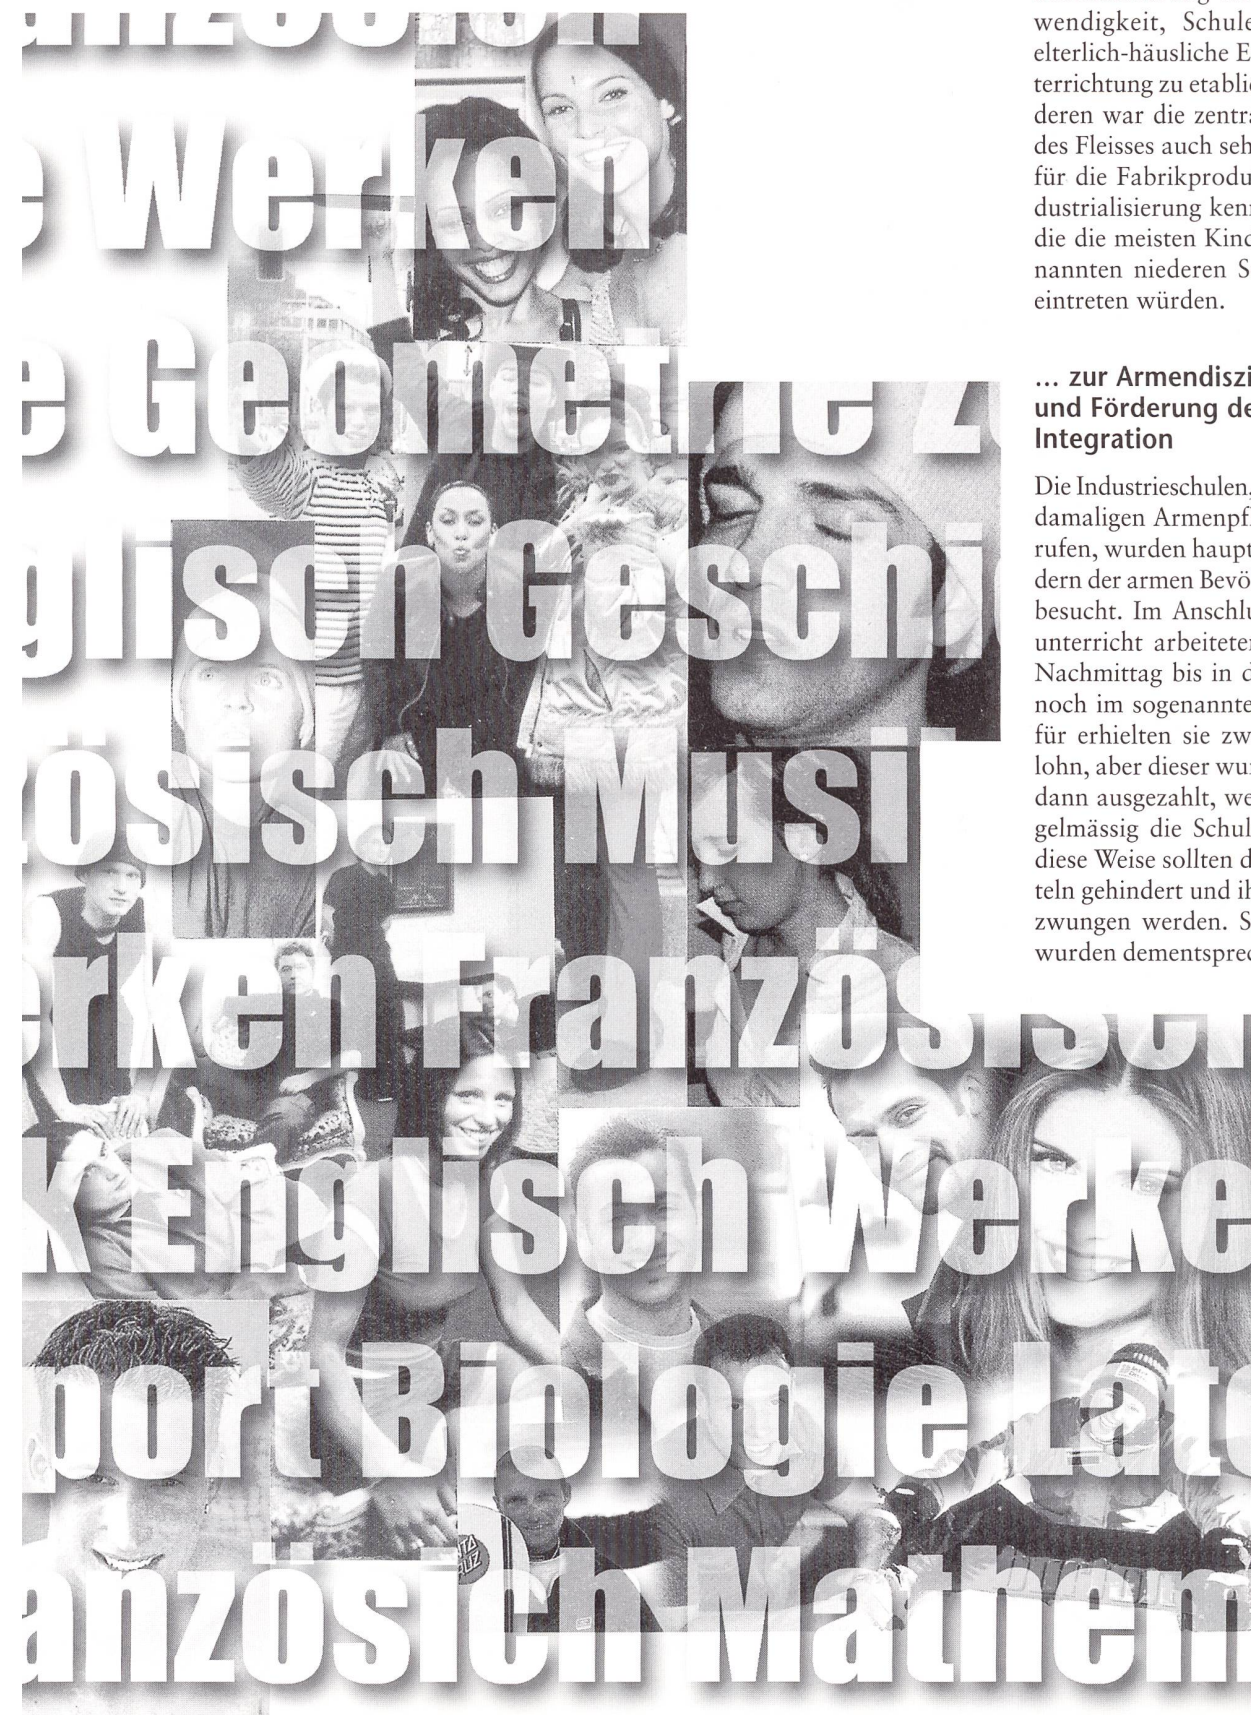 anzösich
e Werken
e Geometrie Ze
glisch Geschi
zösisch Musi
erken Französisch
k Englisch Werke
port Biologie Late
anzösich Mathem
wendigkeit, Schule
elterlich-häusliche E
terrichtung zu etablie
deren war die zentra
des Fleisses auch seh
für die Fabrikprodu
dustrialisierung kenn
die die meisten Kind
nannten niederen S
eintreten würden.
... zur Armendiszi
und Förderung de
Integration
Die Industrieschulen,
damaligen Armenpfl
rufen, wurden haupt
dern der armen Bevö
besucht. Im Anschlu
unterricht arbeiteten
Nachmittag bis in d
noch im sogenannte
für erhielten sie zw
lohn, aber dieser wur
dann ausgezahlt, we
gelmässig die Schul
diese Weise sollten d
teln gehindert und ih
zwungen werden. S
wurden dementsprec